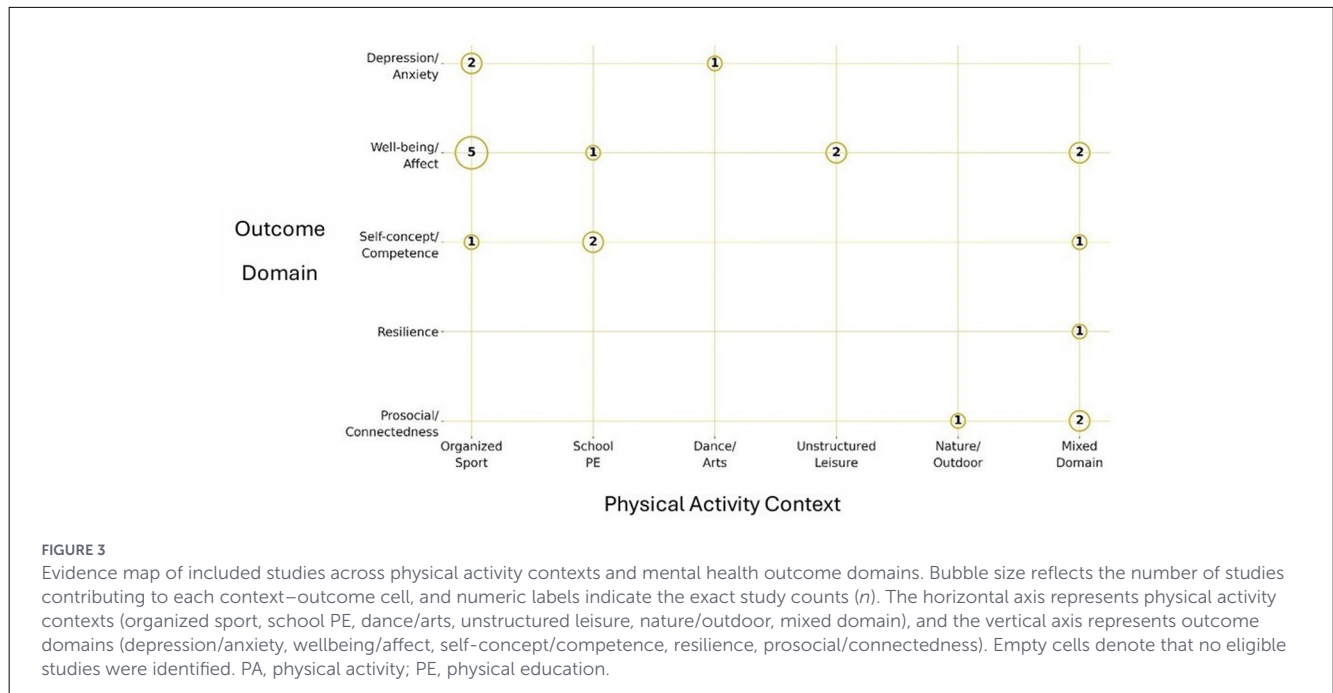 Depression/
Anxiety
2
1
Well-being/
Affect
5
1
2
2
Outcome
Domain
Self-concept/
Competence
1
2
1
Resilience
1
Prosocial/
Connectedness
1
2
Organized
Sport
School
PE
Dance/
Arts
Unstructured
Leisure
Nature/
Outdoor
Mixed
Domain
Physical Activity Context
FIGURE 3
Evidence map of included studies across physical activity contexts and mental health outcome domains. Bubble size reflects the number of studies
contributing to each context–outcome cell, and numeric labels indicate the exact study counts (n). The horizontal axis represents physical activity
contexts (organized sport, school PE, dance/arts, unstructured leisure, nature/outdoor, mixed domain), and the vertical axis represents outcome
domains (depression/anxiety, wellbeing/affect, self-concept/competence, resilience, prosocial/connectedness). Empty cells denote that no eligible
studies were identified. PA, physical activity; PE, physical education.